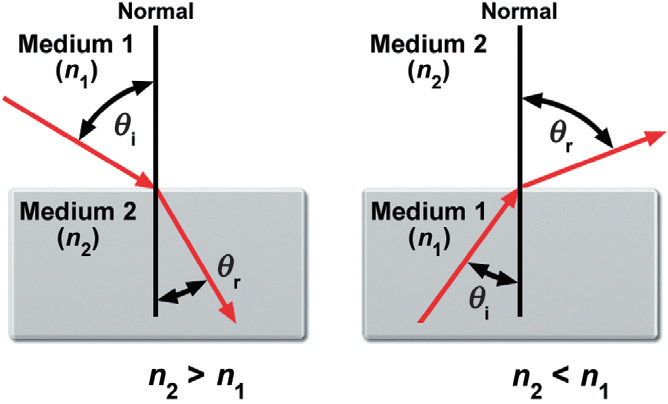 Normal
Medium 1
(n₁)
θᵢ
Medium 2
(n₂)
θᵣ
n₂ > n₁
Normal
Medium 2
(n₂)
θᵣ
Medium 1
(n₁)
θᵢ
n₂ < n₁